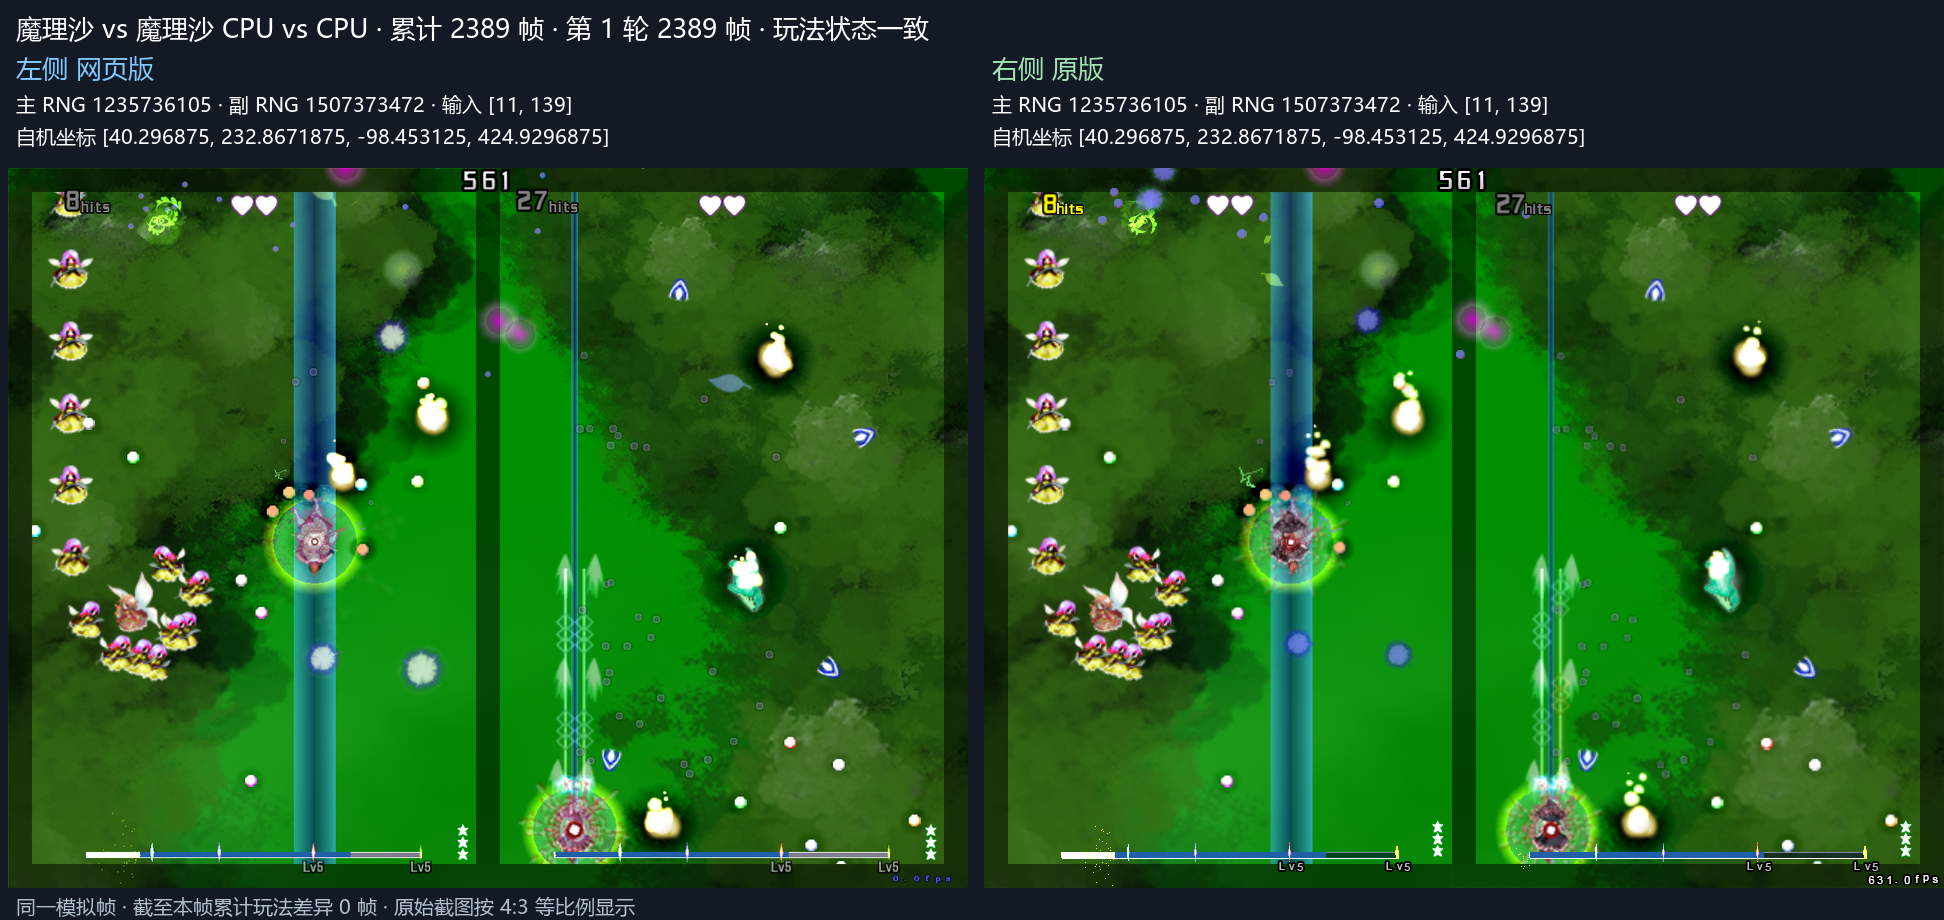 魔理沙 vs 魔理沙 CPU vs CPU · 累计 2389 帧 · 第 1 轮 2389 帧 · 玩法状态一致
左侧 网页版
主 RNG 1235736105 · 副 RNG 1507373472 · 输入 [11, 139]
自机坐标 [40.296875, 232.8671875, -98.453125, 424.9296875]
右侧 原版
主 RNG 1235736105 · 副 RNG 1507373472 · 输入 [11, 139]
自机坐标 [40.296875, 232.8671875, -98.453125, 424.9296875]
561
8hits
27hits
Lv5 Lv5
Lv5 Lv5
0.0fps
561
8hits
27hits
Lv5 Lv5
Lv5 Lv5
631.0fps
同一模拟帧 · 截至本帧累计玩法差异 0 帧 · 原始截图按 4:3 等比例显示